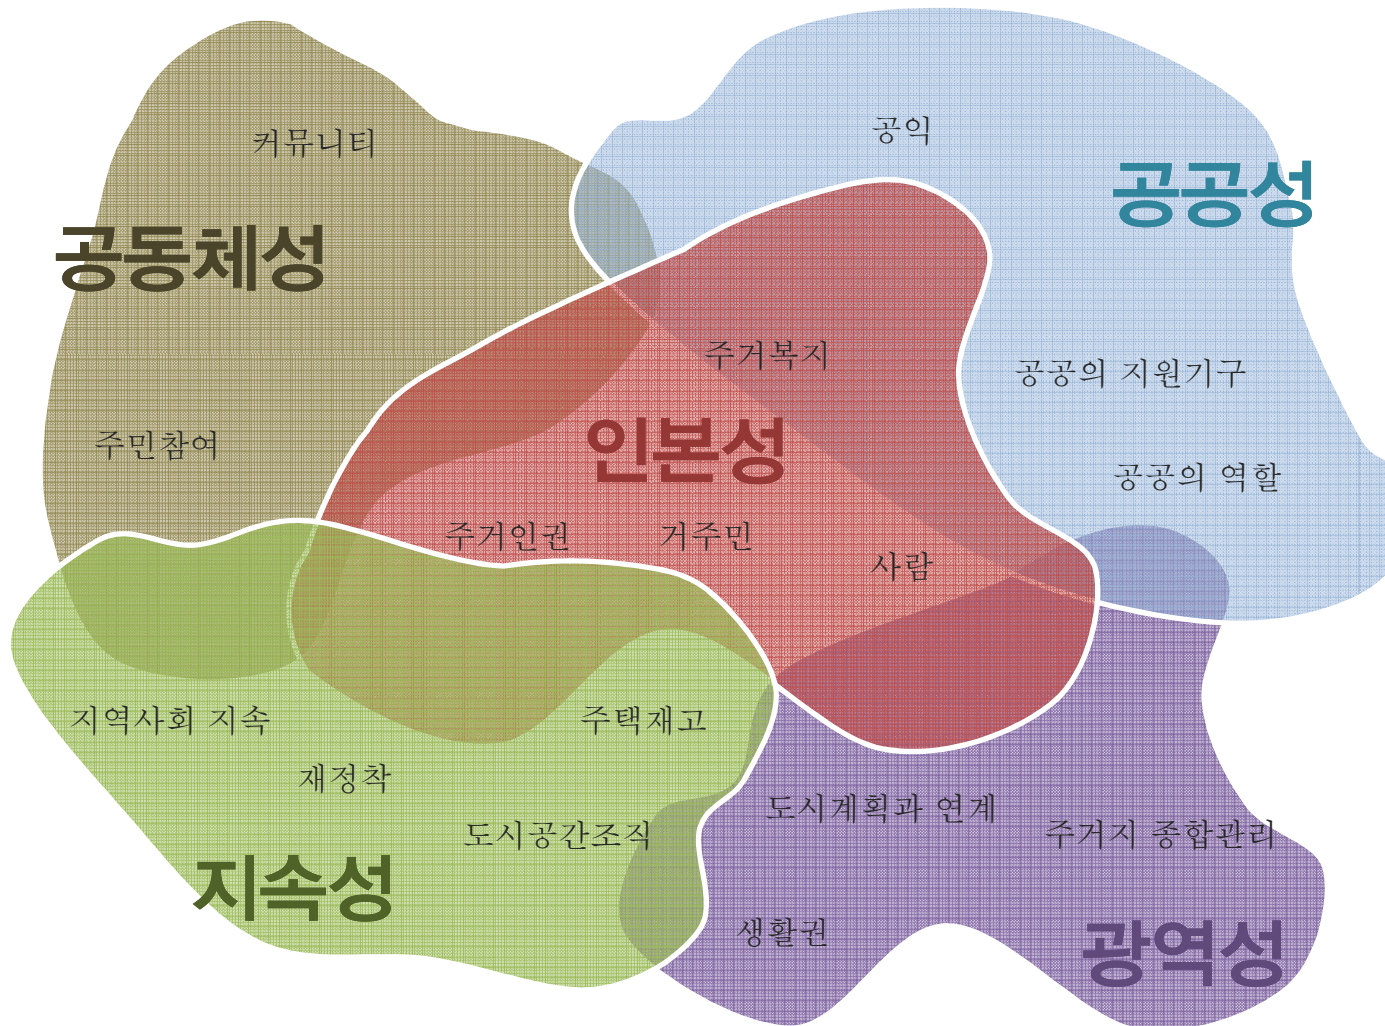 공익
커뮤니티
공공성
공동체성
주거복지
공공의 지원기구
주민참여
인본성
공공의 역할
주거인권
거주민
사람
지역사회 지속
주택재고
재정착
도시계획과 연계
도시공간조직
주거지 종합관리
지속성
생활권
광역성